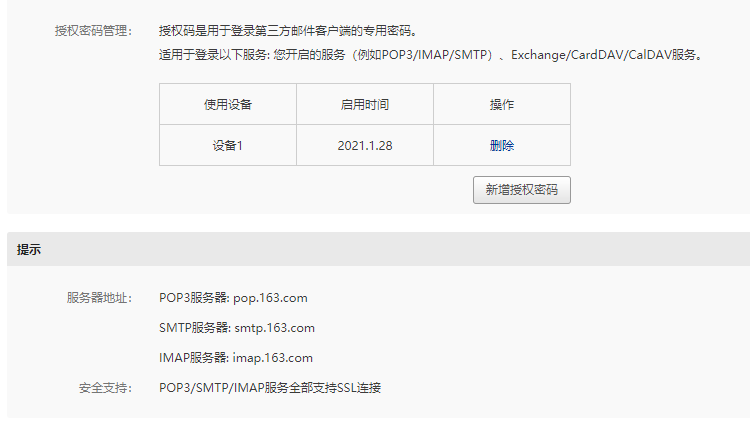 授权密码管理： 授权码是用于登录第三方邮件客户端的专用密码。
适用于登录以下服务: 您开启的服务（例如POP3/IMAP/SMTP）、Exchange/CardDAV/CalDAV服务。
使用设备 启用时间 操作
设备1 2021.1.28 删除
新增授权密码
提示
服务器地址： POP3服务器: pop.163.com
SMTP服务器: smtp.163.com
IMAP服务器: imap.163.com
安全支持： POP3/SMTP/IMAP服务全部支持SSL连接